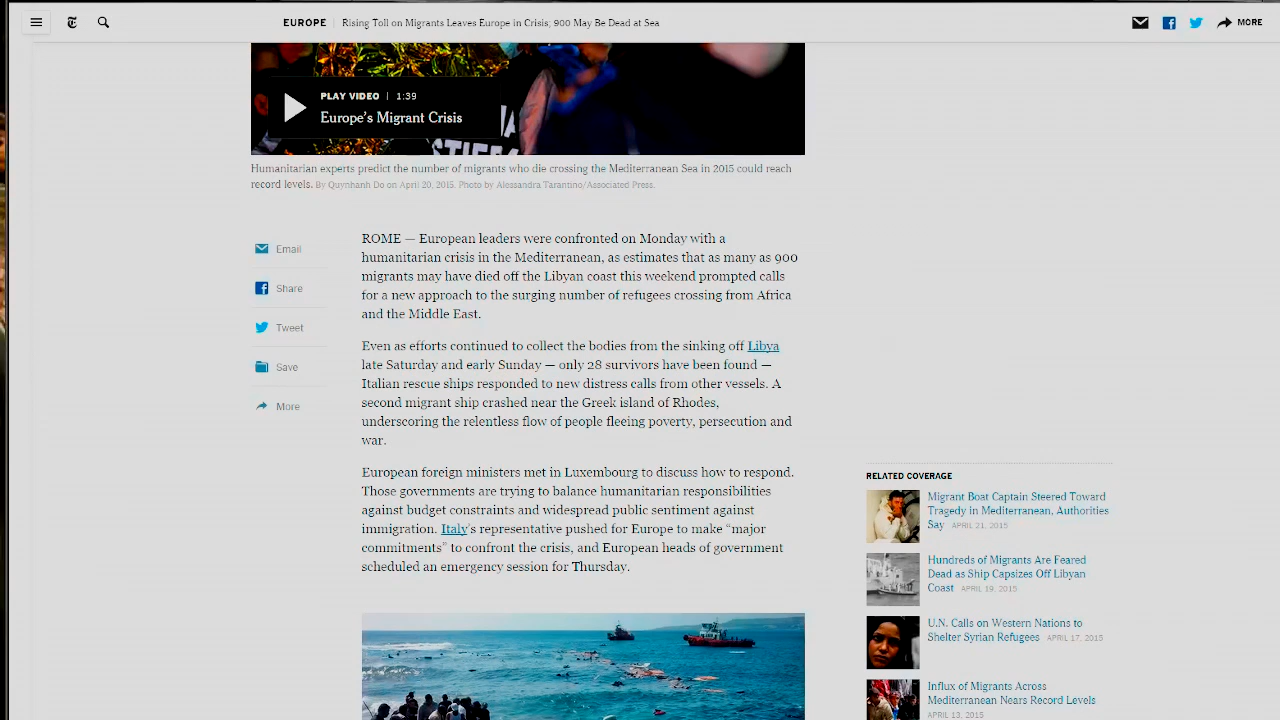 EUROPE Rising Toll on Migrants Leaves Europe in Crisis; 900 May Be Dead at Sea
MORE
PLAY VIDEO | 1:39
Europe's Migrant Crisis
Humanitarian experts predict the number of migrants who die crossing the Mediterranean Sea in 2015 could reach
record levels. By Quynhanh Do on April 20, 2015. Photo by Alessandra Tarantino/Associated Press.
Email
Share
Tweet
Save
More
ROME — European leaders were confronted on Monday with a
humanitarian crisis in the Mediterranean, as estimates that as many as 900
migrants may have died off the Libyan coast this weekend prompted calls
for a new approach to the surging number of refugees crossing from Africa
and the Middle East.
Even as efforts continued to collect the bodies from the sinking off Libya
late Saturday and early Sunday — only 28 survivors have been found —
Italian rescue ships responded to new distress calls from other vessels. A
second migrant ship crashed near the Greek island of Rhodes,
underscoring the relentless flow of people fleeing poverty, persecution and
war.
European foreign ministers met in Luxembourg to discuss how to respond.
Those governments are trying to balance humanitarian responsibilities
against budget constraints and widespread public sentiment against
immigration. Italy's representative pushed for Europe to make “major
commitments” to confront the crisis, and European heads of government
scheduled an emergency session for Thursday.
RELATED COVERAGE
Migrant Boat Captain Steered Toward
Tragedy in Mediterranean, Authorities
Say APRIL 21, 2015
Hundreds of Migrants Are Feared
Dead as Ship Capsizes Off Libyan
Coast APRIL 19, 2015
U.N. Calls on Western Nations to
Shelter Syrian Refugees APRIL 17, 2015
Influx of Migrants Across
Mediterranean Nears Record Levels
APRIL 13, 2015